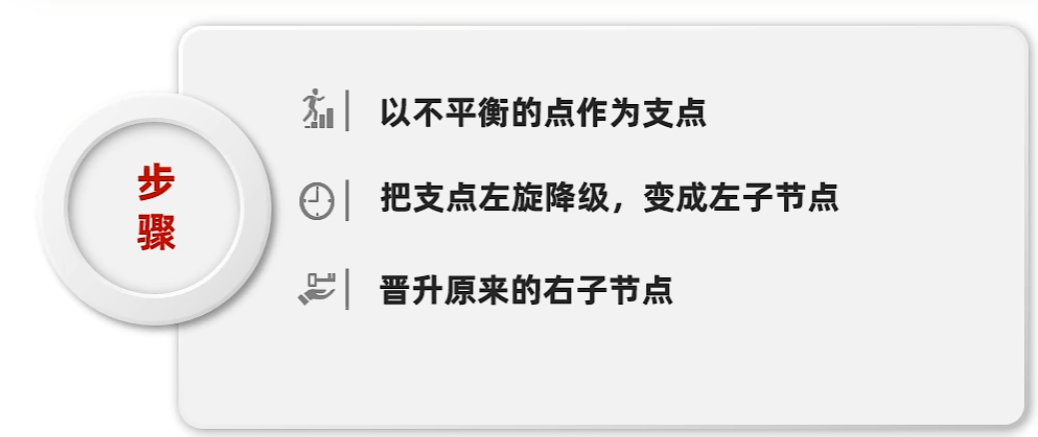 步
骤
以不平衡的点作为支点
把支点左旋降级，变成左子节点
晋升原来的右子节点